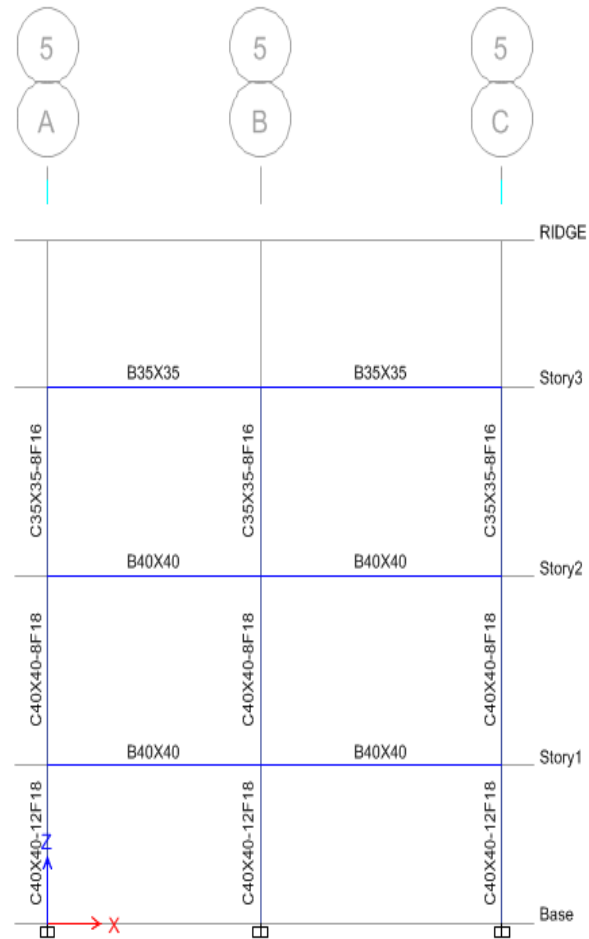 5 5 5
A B C
RIDGE
B35X35 B35X35
Story3
C35X35-8F16 C35X35-8F16 C35X35-8F16
B40X40 B40X40
Story2
C40X40-8F18 C40X40-8F18 C40X40-8F18
B40X40 B40X40
Story1
C40X40-12F18 C40X40-12F18 C40X40-12F18
Z
X
Base